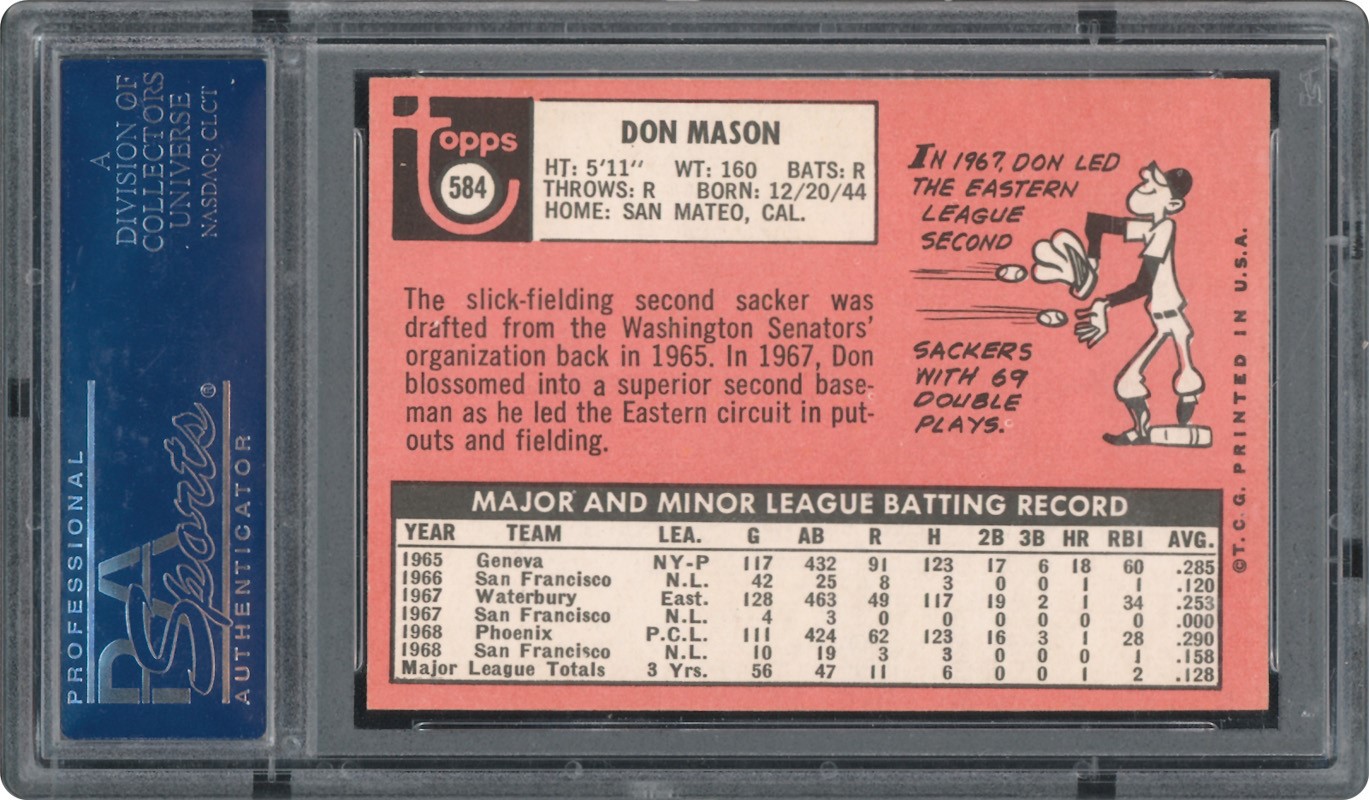 A
DIVISION OF
COLLECTORS
UNIVERSE
NASDAQ: CLCT
PROFESSIONAL
PSA
Sports®
AUTHENTICATOR
Topps
584
DON MASON
HT: 5'11" WT: 160 BATS: R
THROWS: R BORN: 12/20/44
HOME: SAN MATEO, CAL.
The slick-fielding second sacker was
drafted from the Washington Senators'
organization back in 1965. In 1967, Don
blossomed into a superior second base-
man as he led the Eastern circuit in put-
outs and fielding.
IN 1967, DON LED
THE EASTERN
LEAGUE
SECOND
SACKERS
WITH 69
DOUBLE
PLAYS.
©T.C.G. PRINTED IN U.S.A.
MAJOR AND MINOR LEAGUE BATTING RECORD
YEAR TEAM LEA. G AB R H 2B 3B HR RBI AVG.
1965 Geneva NY-P 117 432 91 123 17 6 18 60 .285
1966 San Francisco N.L. 42 25 8 3 0 0 1 1 .120
1967 Waterbury East. 128 463 49 117 19 2 1 34 .253
1967 San Francisco N.L. 4 3 0 0 0 0 0 0 .000
1968 Phoenix P.C.L. 111 424 62 123 16 3 1 28 .290
1968 San Francisco N.L. 10 19 3 3 0 0 0 1 .158
Major League Totals 3 Yrs. 56 47 11 6 0 0 1 2 .128